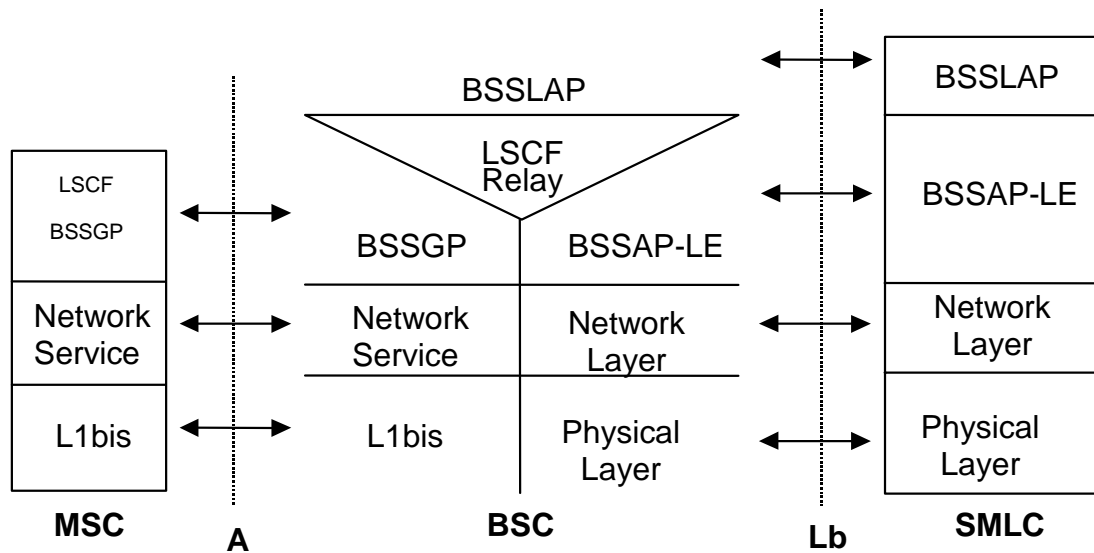 BSSLAP
LSCF
Relay
BSSGP
BSSAP-LE
Network
Service
Network
Layer
L1bis
Physical
Layer
BSC
LSCF
BSSGP
Network
Service
L1bis
MSC
A
BSSLAP
BSSAP-LE
Network
Layer
Physical
Layer
SMLC
Lb